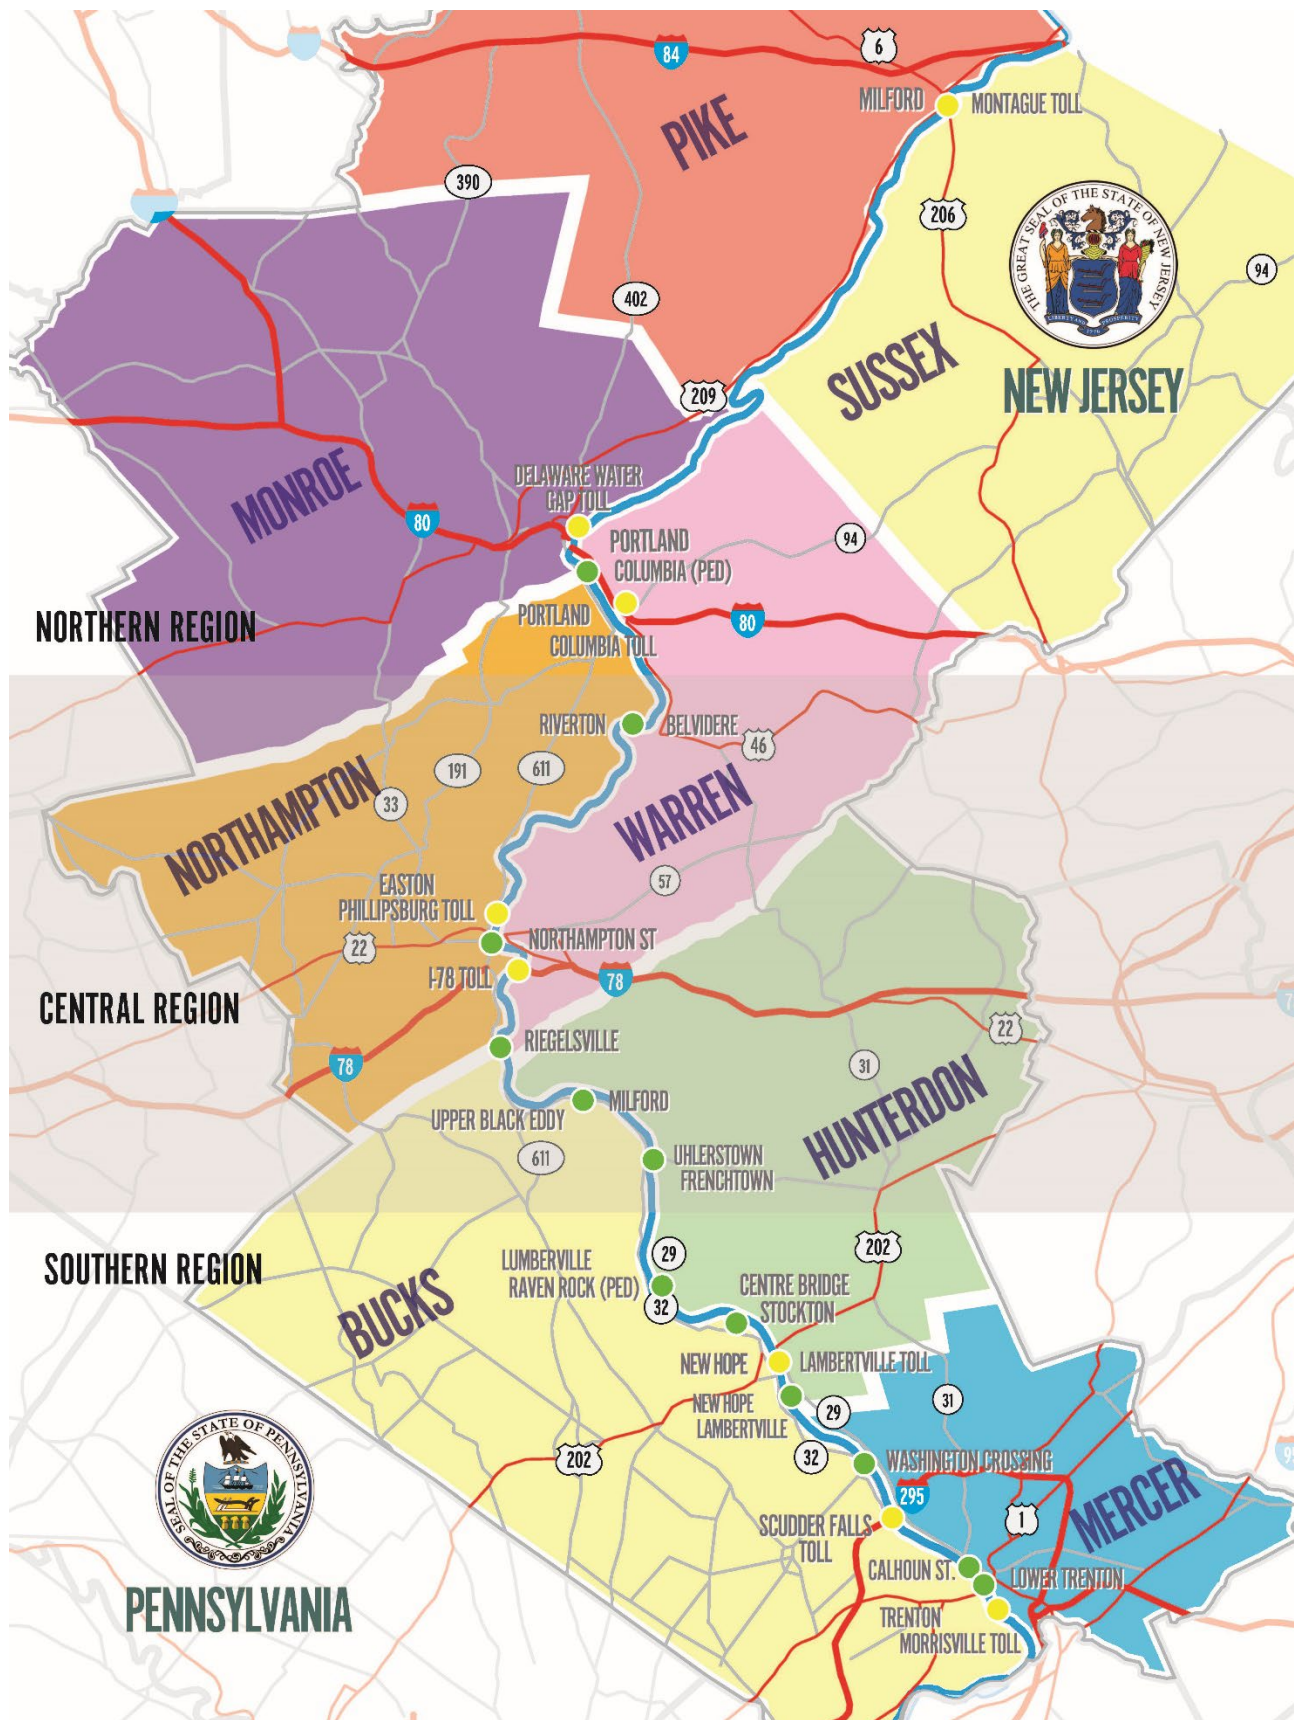 84
6
MILFORD
MONTAGUE TOLL
PIKE
390
206
THE GREAT SEAL OF THE STATE OF NEW JERSEY
LIBERTY AND PROSPERITY
1776
94
402
SUSSEX
NEW JERSEY
209
MONROE
DELAWARE WATER
GAP TOLL
80
94
PORTLAND
COLUMBIA (PED)
NORTHERN REGION
PORTLAND
COLUMBIA TOLL
80
RIVERTON
BELVIDERE
46
191
611
33
NORTHAMPTON
WARREN
57
EASTON
PHILLIPSBURG TOLL
22
NORTHAMPTON ST
I-78 TOLL
78
CENTRAL REGION
22
RIEGELSVILLE
78
31
MILFORD
UPPER BLACK EDDY
HUNTERDON
611
UHLERSTOWN
FRENCHTOWN
SOUTHERN REGION
202
29
LUMBERVILLE
RAVEN ROCK (PED)
32
CENTRE BRIDGE
STOCKTON
BUCKS
NEW HOPE
LAMBERTVILLE TOLL
NEW HOPE
LAMBERTVILLE
29
31
SEAL OF THE STATE OF PENNSYLVANIA
202
32
WASHINGTON CROSSING
295
MERCER
1
SCUDDER FALLS
TOLL
CALHOUN ST.
LOWER TRENTON
PENNSYLVANIA
TRENTON
MORRISVILLE TOLL